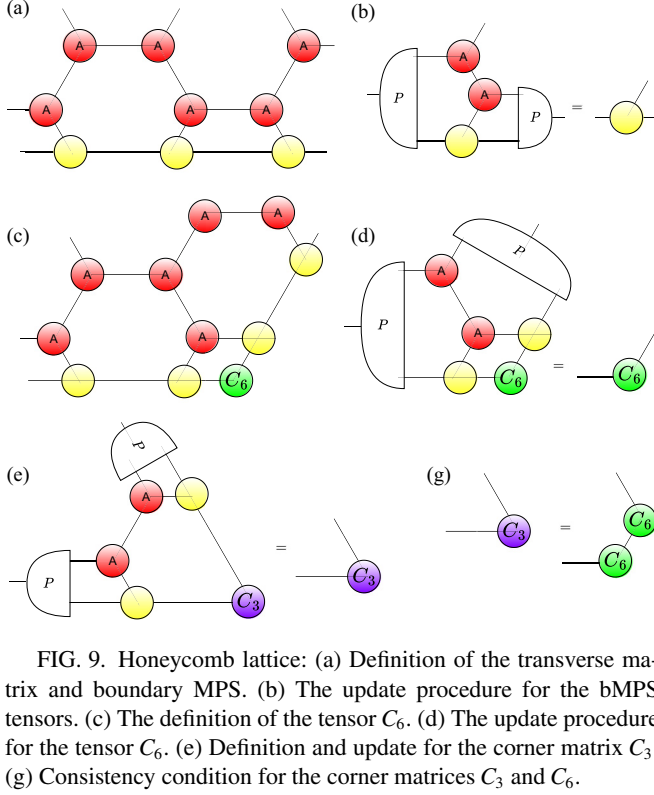 (a)
(b)
A
A
A
A
A
A
P
A
A
P
=
(c)
(d)
A
A
A
A
A
A
C6
P
P
A
A
C6
=
C6
(e)
(g)
P
A
A
P
C3
=
C3
C3
=
C6
C6
FIG. 9. Honeycomb lattice: (a) Definition of the transverse ma-
trix and boundary MPS. (b) The update procedure for the bMPS
tensors. (c) The definition of the tensor C6. (d) The update procedure
for the tensor C6. (e) Definition and update for the corner matrix C3
(g) Consistency condition for the corner matrices C3 and C6.